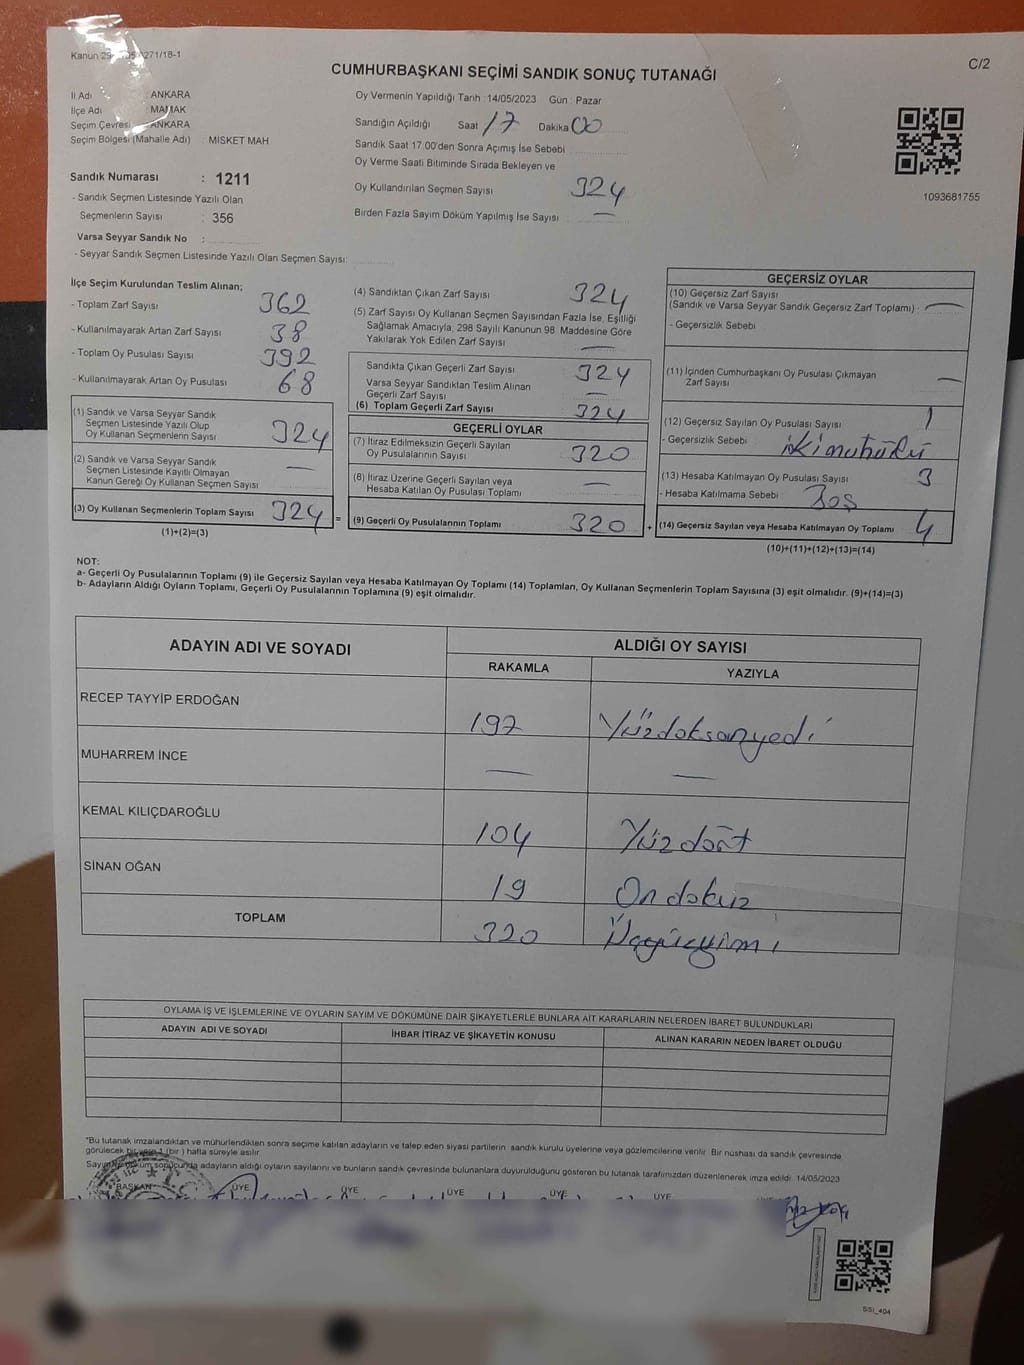 Kanun
271/18-1
C/2
CUMHURBAŞKANI SEÇİMİ SANDIK SONUÇ TUTANAĞI
İl Adı : ANKARA
İlçe Adı : MAMAK
Seçim Çevresi : ANKARA
Seçim Bölgesi (Mahalle Adı) : MISKET MAH
Sandık Numarası : 1211
- Sandık Seçmen Listesinde Yazılı Olan
Seçmenlerin Sayısı : 356
Varsa Seyyar Sandık No :
- Seyyar Sandık Seçmen Listesinde Yazılı Olan Seçmen Sayısı:
Oy Vermenin Yapıldığı Tarih :14/05/2023 Gün : Pazar
Sandığın Açıldığı Saat 17 Dakika 00
Sandık Saat 17.00'den Sonra Açımış İse Sebebi
Oy Verme Saati Bitiminde Sırada Bekleyen ve
Oy Kullandırılan Seçmen Sayısı 324
Birden Fazla Sayım Döküm Yapılmış İse Sayısı : —
1093681755
İlçe Seçim Kurulundan Teslim Alınan;
- Toplam Zarf Sayısı 362
- Kullanılmayarak Artan Zarf Sayısı 38
- Toplam Oy Pusulası Sayısı 392
- Kullanılmayarak Artan Oy Pusulası 68
(1) Sandık ve Varsa Seyyar Sandık
Seçmen Listesinde Yazılı Olup
Oy Kullanan Seçmenlerin Sayısı 324
(2) Sandık ve Varsa Seyyar Sandık
Seçmen Listesinde Kayıtlı Olmayan
Kanun Gereği Oy Kullanan Seçmen Sayısı —
(3) Oy Kullanan Seçmenlerin Toplam Sayısı 324 =
(1)+(2)=(3)
(4) Sandıktan Çıkan Zarf Sayısı 324
(5) Zarf Sayısı Oy Kullanan Seçmen Sayısından Fazla İse, Eşitliği
Sağlamak Amacıyla; 298 Sayılı Kanunun 98. Maddesine Göre
Yakılarak Yok Edilen Zarf Sayısı —
Sandıkta Çıkan Geçerli Zarf Sayısı 324
Varsa Seyyar Sandıktan Teslim Alınan
Geçerli Zarf Sayısı —
(6) Toplam Geçerli Zarf Sayısı 324
GEÇERLİ OYLAR
(7) İtiraz Edilmeksizin Geçerli Sayılan
Oy Pusulalarının Sayısı 320
(8) İtiraz Üzerine Geçerli Sayılan veya
Hesaba Katılan Oy Pusulası Toplamı —
(9) Geçerli Oy Pusulalarının Toplamı 320 +
GEÇERSİZ OYLAR
(10) Geçersiz Zarf Sayısı
(Sandık ve Varsa Seyyar Sandık Geçersiz Zarf Toplamı) : —
- Geçersizlik Sebebi
(11) İçinden Cumhurbaşkanı Oy Pusulası Çıkmayan
Zarf Sayısı —
(12) Geçersiz Sayılan Oy Pusulası Sayısı 1
- Geçersizlik Sebebi
(13) Hesaba Katılmayan Oy Pusulası Sayısı 3
- Hesaba Katılmama Sebebi Boş
(14) Geçersiz Sayılan veya Hesaba Katılmayan Oy Toplamı 4
(10)+(11)+(12)+(13)=(14)
NOT:
a- Geçerli Oy Pusulalarının Toplamı (9) ile Geçersiz Sayılan veya Hesaba Katılmayan Oy Toplamı (14) Toplamları, Oy Kullanan Seçmenlerin Toplam Sayısına (3) eşit olmalıdır. (9)+(14)=(3)
b- Adayların Aldığı Oyların Toplamı, Geçerli Oy Pusulalarının Toplamına (9) eşit olmalıdır.
ADAYIN ADI VE SOYADI
ALDIĞI OY SAYISI
RAKAMLA YAZIYLA
RECEP TAYYİP ERDOĞAN 197 Yüzdoksanyedi
MUHARREM İNCE — —
KEMAL KILIÇDAROĞLU 104 Yüzdört
SİNAN OĞAN 19 Ondokuz
TOPLAM 320 Üçyüzyirmi
OYLAMA İŞ VE İŞLEMLERİNE VE OYLARIN SAYIM VE DÖKÜMÜNE DAİR ŞİKAYETLERLE BUNLARA AİT KARARLARIN NELERDEN İBARET BULUNDUKLARI
ADAYIN ADI VE SOYADI İHBAR İTİRAZ VE ŞİKAYETİN KONUSU ALINAN KARARIN NEDEN İBARET OLDUĞU
*Bu tutanak imzalandıktan ve mühürlendikten sonra seçime katılan adayların ve talep eden siyasi partilerin sandık kurulu üyelerine veya gözlemcilerine verilir. Bir nüshası da sandık çevresinde
görülecek bir yere 1 (bir) hafta süreyle asılır.
Sayım ve döküm sonucunda adayların aldığı oyların sayılarını ve bunların sandık çevresinde bulunanlara duyurulduğunu gösteren bu tutanak tarafımızdan düzenlenerek imza edildi. 14/05/2023
BAŞKAN ÜYE ÜYE ÜYE ÜYE ÜYE
SSI_404